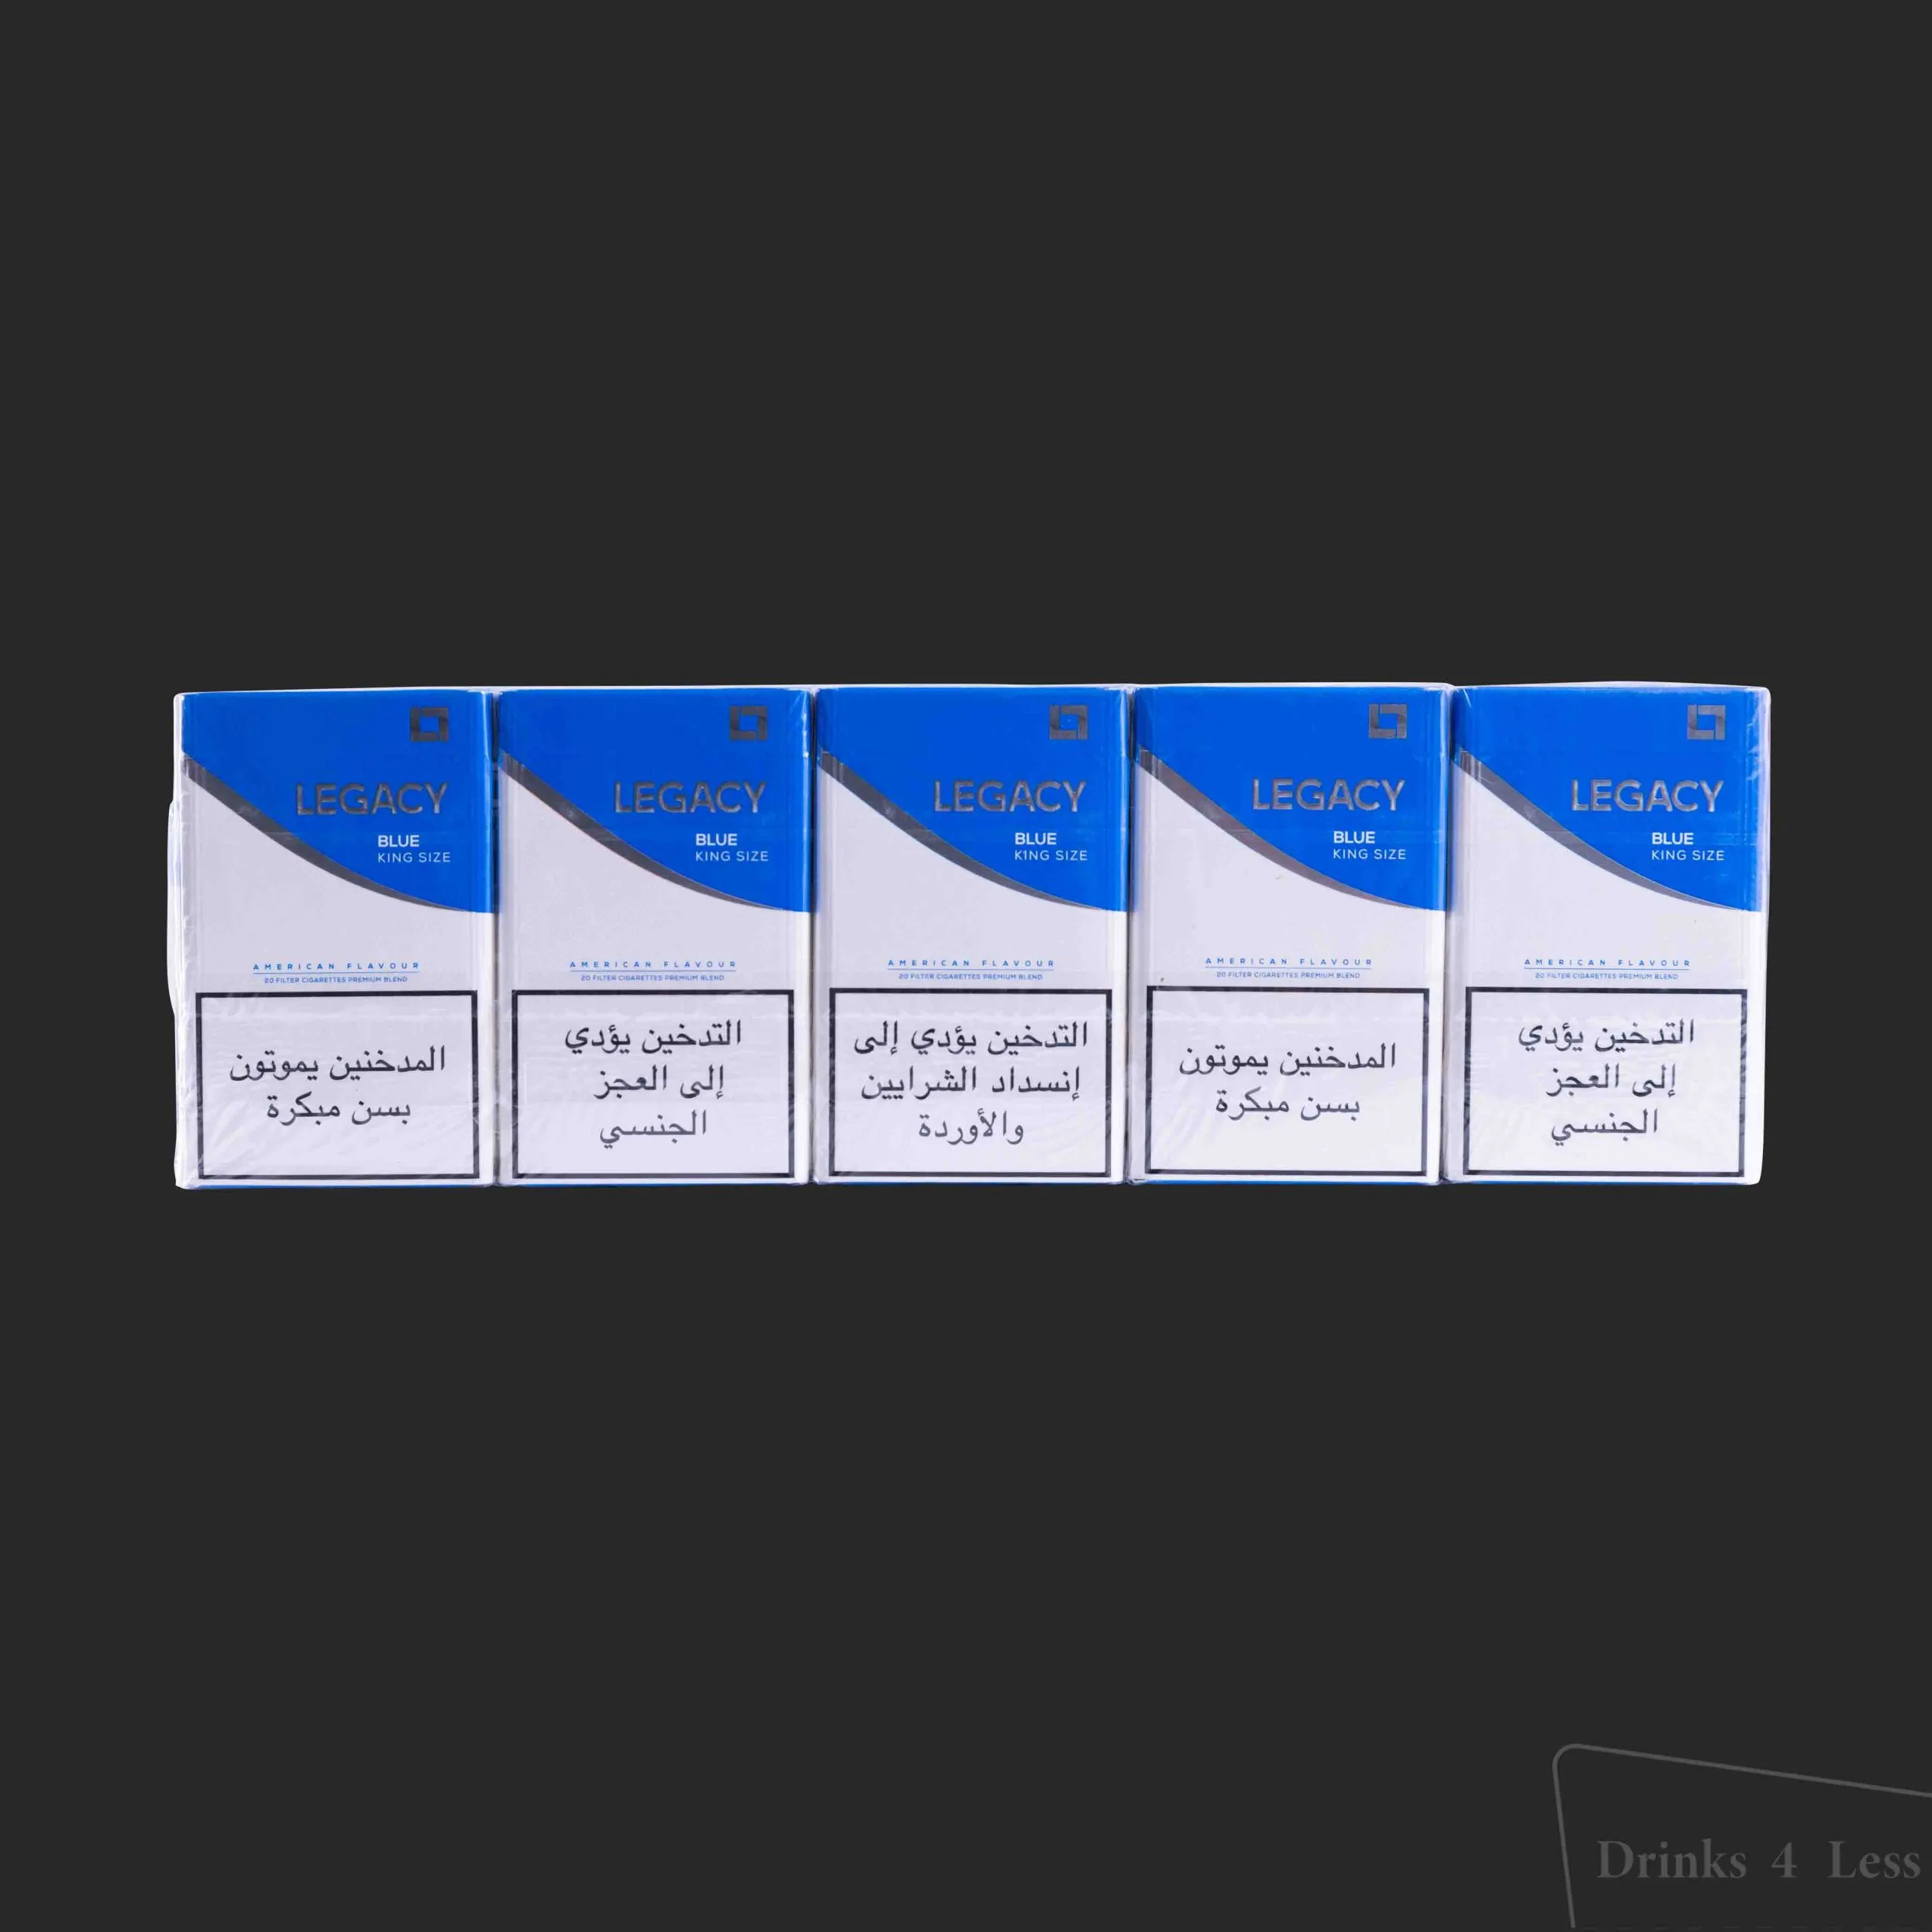 LEGACY
BLUE
KING SIZE
AMERICAN FLAVOUR
20 FILTER CIGARETTES PREMIUM BLEND
المدخنين يموتون
بسن مبكرة
LEGACY
BLUE
KING SIZE
AMERICAN FLAVOUR
20 FILTER CIGARETTES PREMIUM BLEND
التدخين يؤدي
إلى العجز
الجنسي
LEGACY
BLUE
KING SIZE
AMERICAN FLAVOUR
20 FILTER CIGARETTES PREMIUM BLEND
التدخين يؤدي إلى
إنسداد الشرايين
والأوردة
LEGACY
BLUE
KING SIZE
AMERICAN FLAVOUR
20 FILTER CIGARETTES PREMIUM BLEND
المدخنين يموتون
بسن مبكرة
LEGACY
BLUE
KING SIZE
AMERICAN FLAVOUR
20 FILTER CIGARETTES PREMIUM BLEND
التدخين يؤدي
إلى العجز
الجنسي
Drinks 4 Less